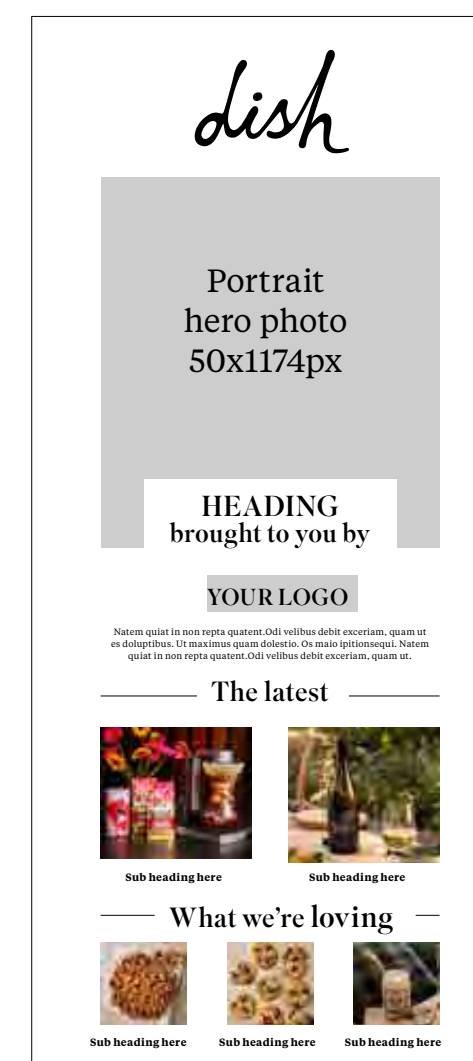 dish
Portrait
hero photo
50x1174px
HEADING
brought to you by
YOUR LOGO
Natem quiat in non repta quatent.Odi velibus debit exceriam, quam ut
es doluptibus. Ut maximus quam dolestio. Os maio ipitionsequi. Natem
quiat in non repta quatent.Odi velibus debit exceriam, quam ut.
The latest
Sub heading here
Sub heading here
What we’re loving
Sub heading here
Sub heading here
Sub heading here